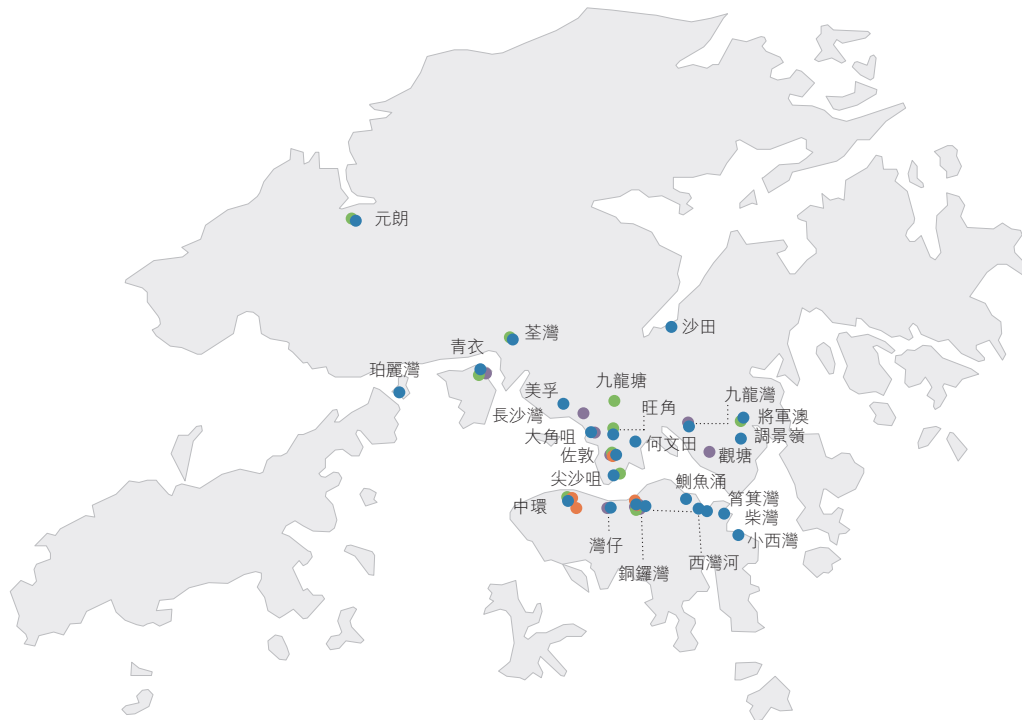 元朗
沙田
荃灣
青衣
珀麗灣
九龍塘
美孚
九龍灣
旺角
長沙灣
將軍澳
大角咀
調景嶺
何文田
佐敦
觀塘
尖沙咀
鰂魚涌
筲箕灣
中環
柴灣
小西灣
灣仔
西灣河
銅鑼灣